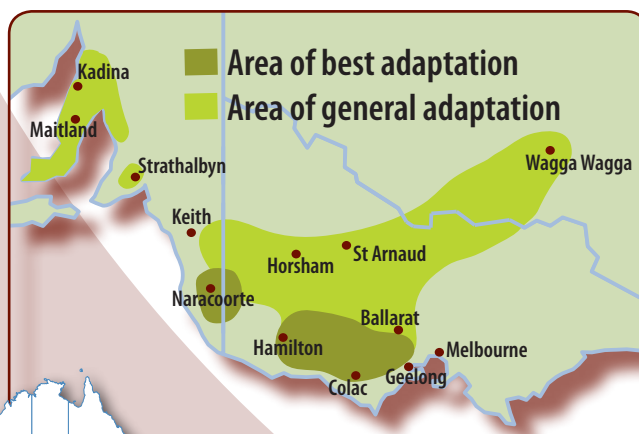 Area of best adaptation
Area of general adaptation
Kadina
Maitland
Strathalbyn
Wagga Wagga
Keith
St Arnaud
Horsham
Naracoorte
Ballarat
Hamilton
Melbourne
Geelong
Colac